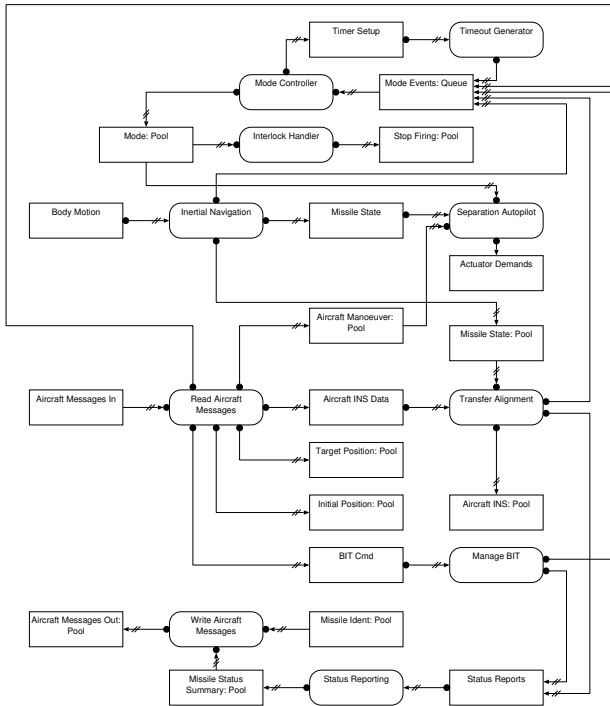 Timer Setup
Timeout Generator
Mode Controller
Mode Events: Queue
Mode: Pool
Interlock Handler
Stop Firing: Pool
Body Motion
Inertial Navigation
Missile State
Separation Autopilot
Actuator Demands
Aircraft Manoeuver:
Pool
Missile State: Pool
Aircraft Messages In
Read Aircraft
Messages
Aircraft INS Data
Transfer Alignment
Target Position: Pool
Initial Position: Pool
Aircraft INS: Pool
BIT Cmd
Manage BIT
Aircraft Messages Out:
Pool
Write Aircraft
Messages
Missile Ident: Pool
Missile Status
Summary: Pool
Status Reporting
Status Reports